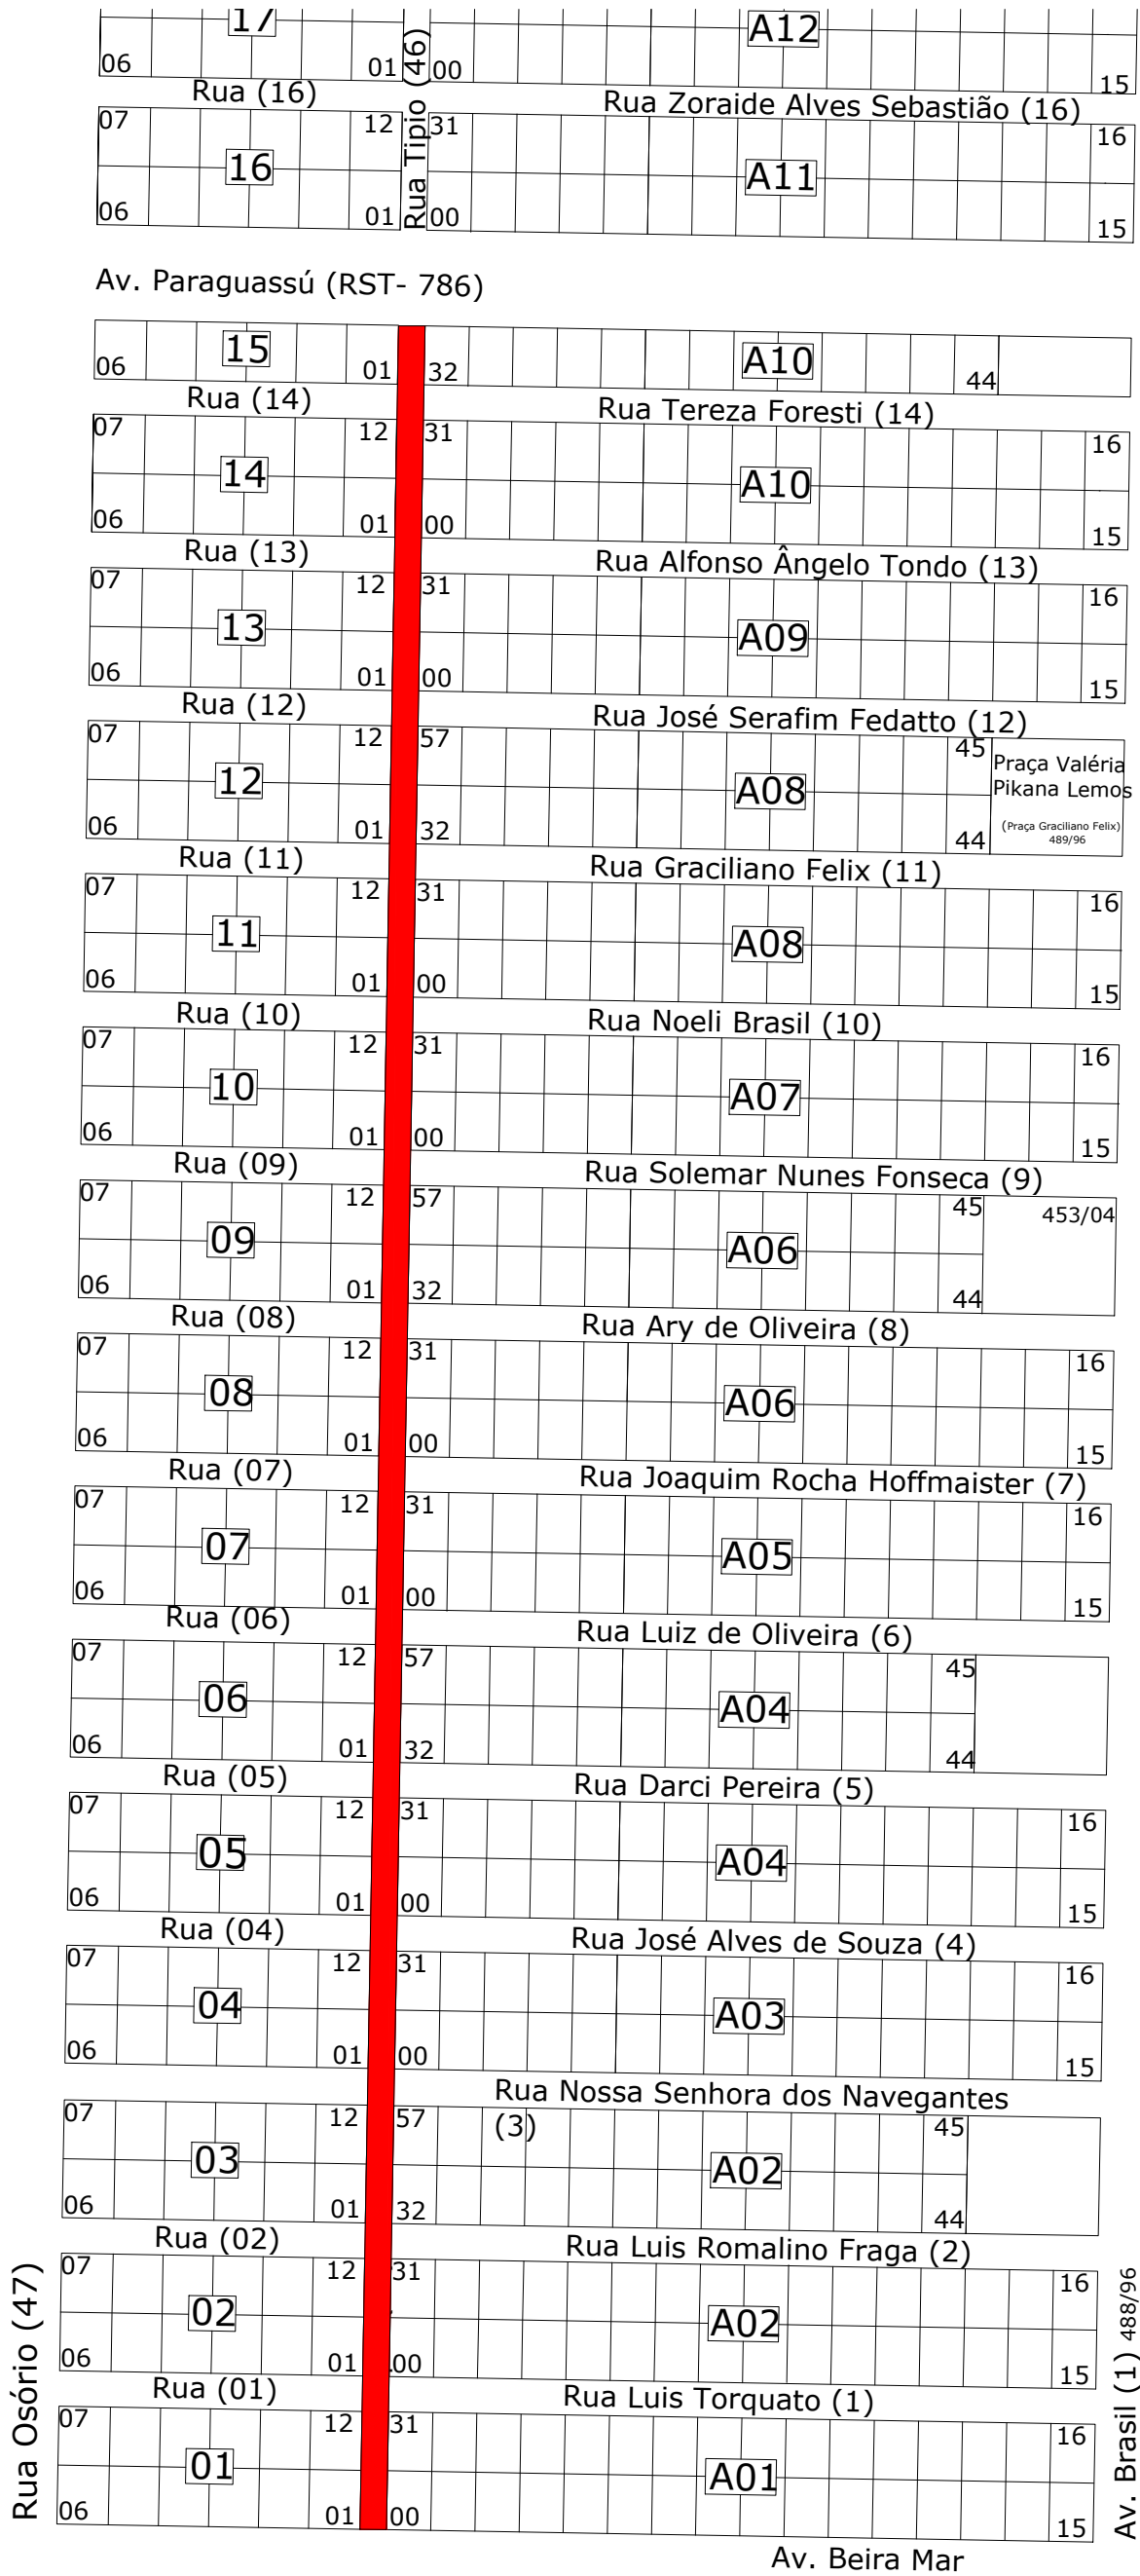 17 A12
06 01 00 15
Rua Tipio (46)
Rua (16) Rua Zoraide Alves Sebastião (16)
07 12 31 16
16 A11
06 01 00 15
Av. Paraguassú (RST- 786)
15 A10
06 01 32 44
Rua (14) Rua Tereza Foresti (14)
07 12 31 16
14 A10
06 01 00 15
Rua (13) Rua Alfonso Ângelo Tondo (13)
07 12 31 16
13 A09
06 01 00 15
Rua (12) Rua José Serafim Fedatto (12)
07 12 57 45
12 A08
06 01 32 44
Praça Valéria
Pikana Lemos
(Praça Graciliano Felix)
489/96
Rua (11) Rua Graciliano Felix (11)
07 12 31 16
11 A08
06 01 00 15
Rua (10) Rua Noeli Brasil (10)
07 12 31 16
10 A07
06 01 00 15
Rua (09) Rua Solemar Nunes Fonseca (9)
07 12 57 45 453/04
09 A06
06 01 32 44
Rua (08) Rua Ary de Oliveira (8)
07 12 31 16
08 A06
06 01 00 15
Rua (07) Rua Joaquim Rocha Hoffmaister (7)
07 12 31 16
07 A05
06 01 00 15
Rua (06) Rua Luiz de Oliveira (6)
07 12 57 45
06 A04
06 01 32 44
Rua (05) Rua Darci Pereira (5)
07 12 31 16
05 A04
06 01 00 15
Rua (04) Rua José Alves de Souza (4)
07 12 31 16
04 A03
06 01 00 15
Rua Nossa Senhora dos Navegantes
(3)
07 12 57 45
03 A02
06 01 32 44
Rua (02) Rua Luis Romalino Fraga (2)
07 12 31 16
02 A02
06 01 00 15
Rua (01) Rua Luis Torquato (1)
07 12 31 16
01 A01
06 01 00 15
Rua Osório (47)
Av. Brasil (1) 488/96
Av. Beira Mar